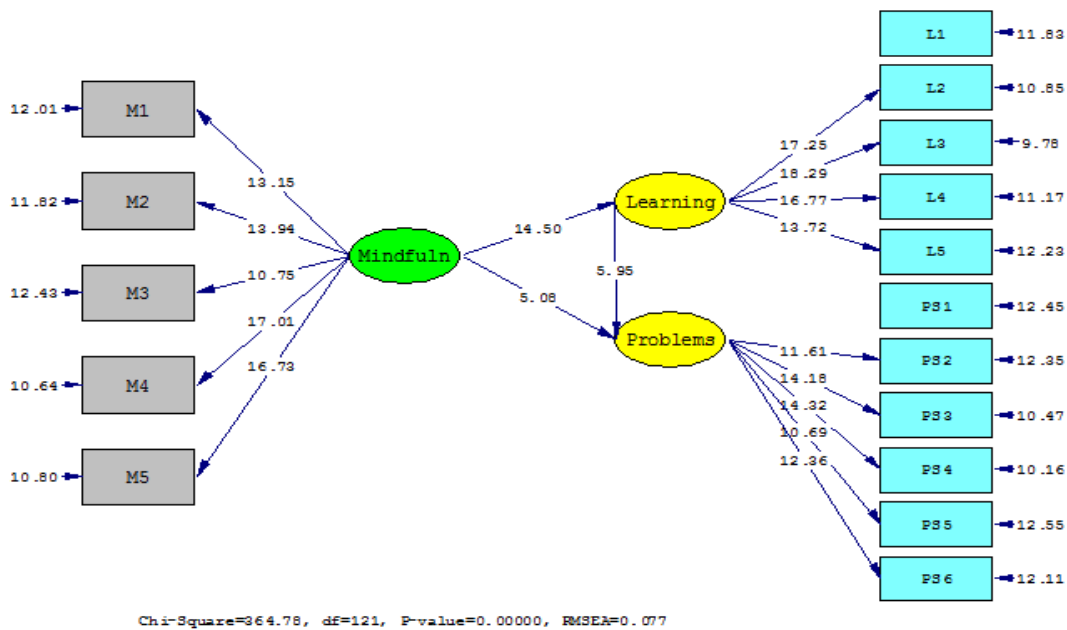 L1 11.83
L2 10.85
12.01 M1
17.25
L3 9.78
18.29
13.15
M2
11.82
Learning
16.77
L4 11.17
13.94
14.50
13.72
Mindfuln
L5 12.23
10.75
5.95
12.43 M3
5.08
PS1 12.45
17.01
Problems
11.61
PS2 12.35
16.73
14.18
10.64 M4
14.32
PS3 10.47
10.69
12.36
PS4 10.16
10.80 M5
PS5 12.55
PS6 12.11
Chi-Square=364.78, df=121, P-value=0.00000, RMSEA=0.077